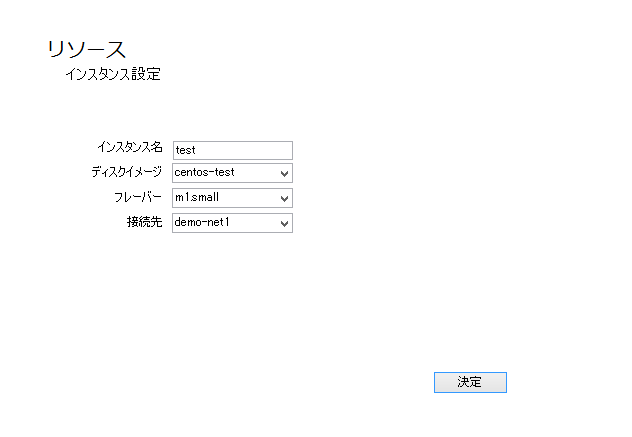 リソース
インスタンス設定
インスタンス名 test
ディスクイメージ centos-test
フレーバー m1.small
接続先 demo-net1
決定